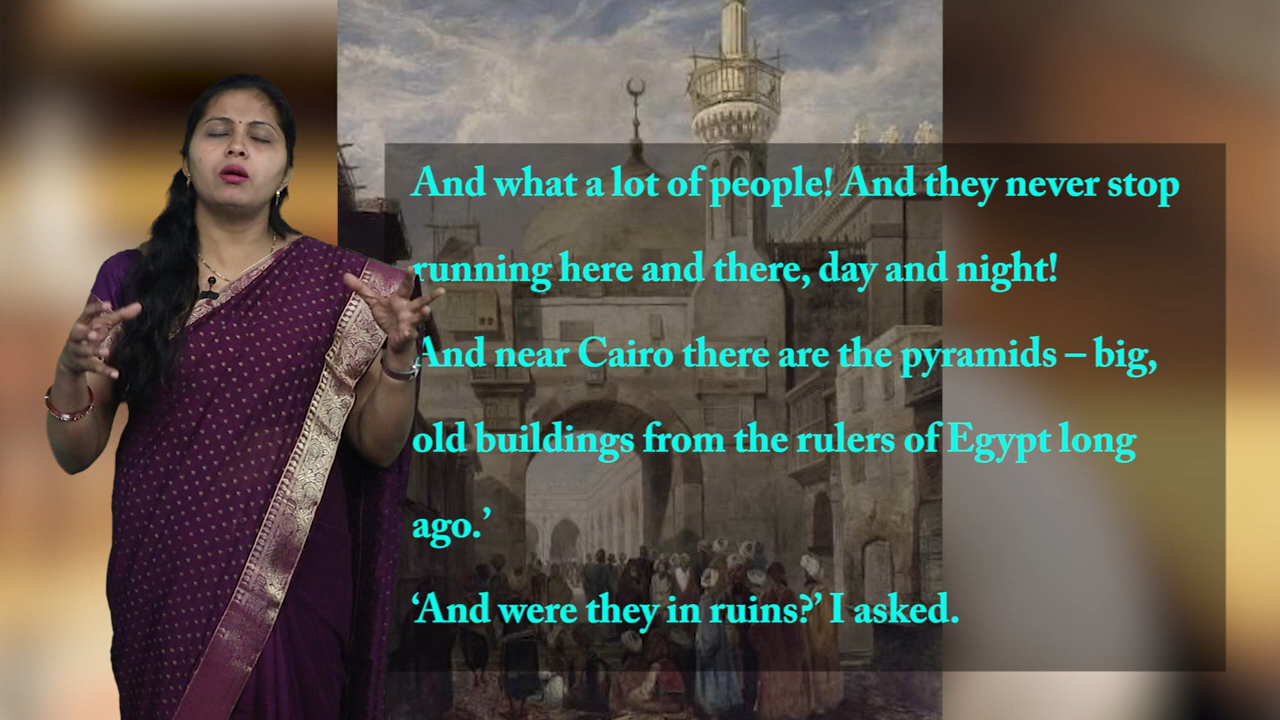 And what a lot of people! And they never stop
running here and there, day and night!
And near Cairo there are the pyramids – big,
old buildings from the rulers of Egypt long
ago.’
‘And were they in ruins?’ I asked.